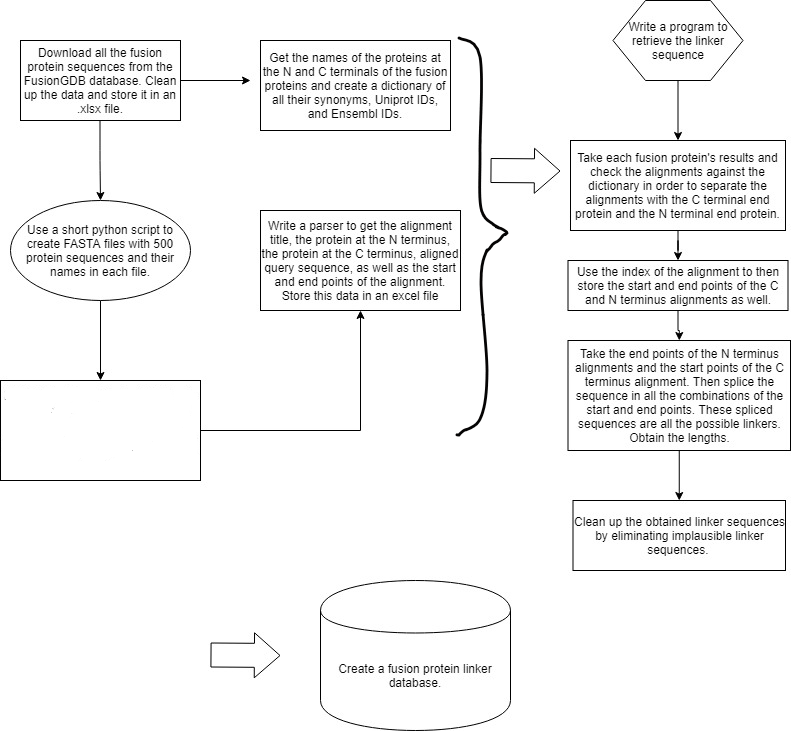 Download all the fusion
protein sequences from the
FusionGDB database. Clean
up the data and store it in an
.xlsx file.
Get the names of the proteins at
the N and C terminals of the fusion
proteins and create a dictionary of
all their synonyms, Uniprot IDs,
and Ensembl IDs.
Write a program to
retrieve the linker
sequence
Use a short python script to
create FASTA files with 500
protein sequences and their
names in each file.
Write a parser to get the alignment
title, the protein at the N terminus,
the protein at the C terminus, aligned
query sequence, as well as the start
and end points of the alignment.
Store this data in an excel file
Take each fusion protein's results and
check the alignments against the
dictionary in order to separate the
alignments with the C terminal end
protein and the N terminal end protein.
Use the index of the alignment to then
store the start and end points of the C
and N terminus alignments as well.
Take the end points of the N terminus
alignments and the start points of the C
terminus alignment. Then splice the
sequence in all the combinations of the
start and end points. These spliced
sequences are all the possible linkers.
Obtain the lengths.
Clean up the obtained linker sequences
by eliminating implausible linker
sequences.
Create a fusion protein linker
database.